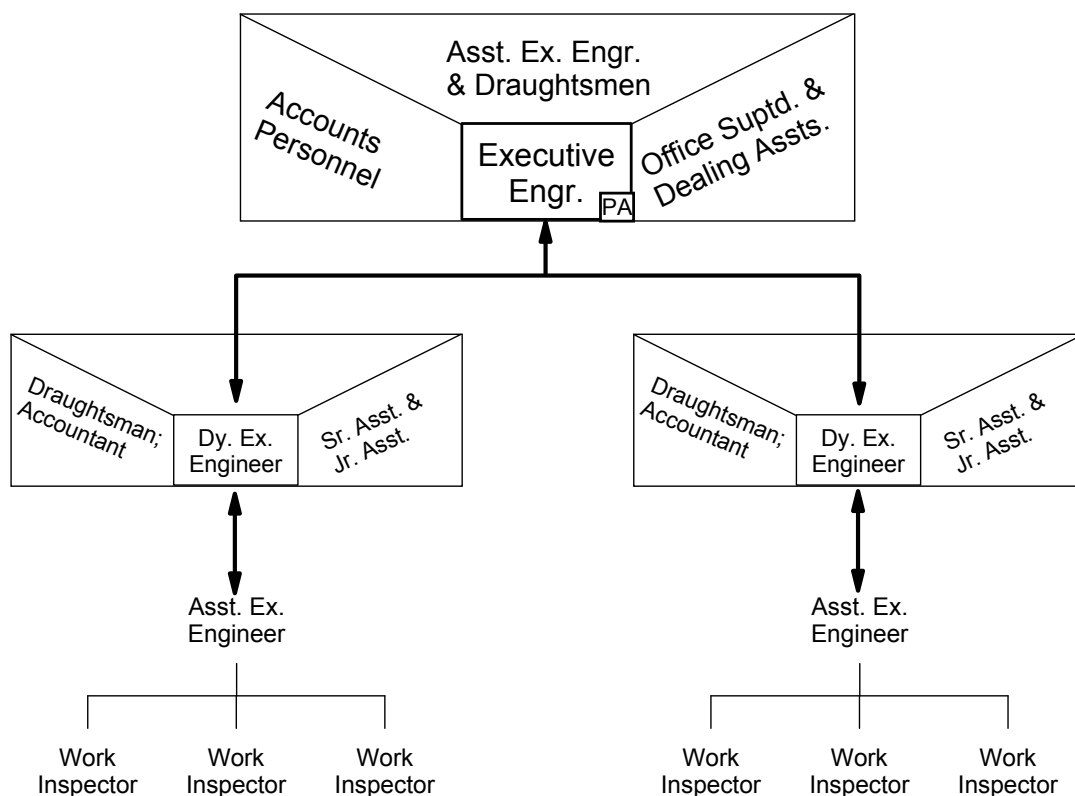 Asst. Ex. Engr.
& Draughtsmen
Accounts
Personnel
Executive
Engr.
PA
Office Suptd. &
Dealing Assts.
Draughtsman;
Accountant
Dy. Ex.
Engineer
Sr. Asst. &
Jr. Asst.
Draughtsman;
Accountant
Dy. Ex.
Engineer
Sr. Asst. &
Jr. Asst.
Asst. Ex.
Engineer
Asst. Ex.
Engineer
Work
Inspector
Work
Inspector
Work
Inspector
Work
Inspector
Work
Inspector
Work
Inspector